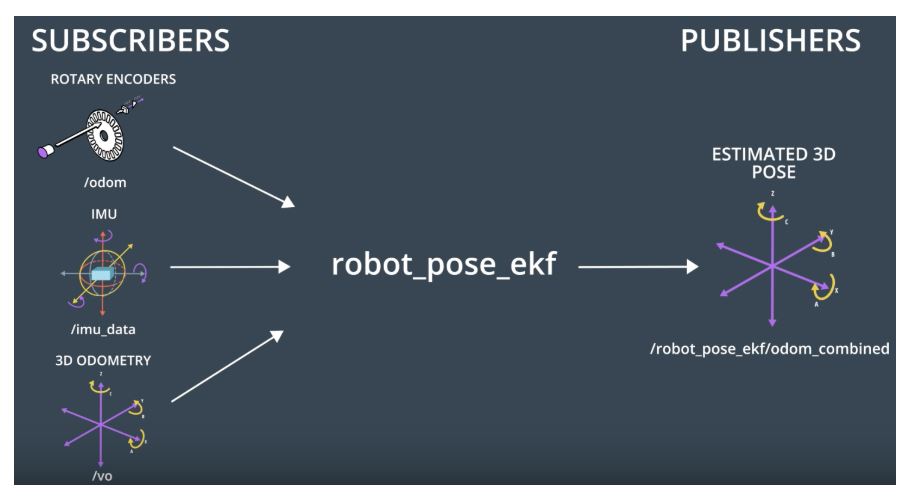 SUBSCRIBERS
PUBLISHERS
ROTARY ENCODERS
/odom
IMU
/imu_data
3D ODOMETRY
Z
C
Y
B
X
A
/vo
robot_pose_ekf
ESTIMATED 3D
POSE
Z
C
Y
B
X
A
/robot_pose_ekf/odom_combined